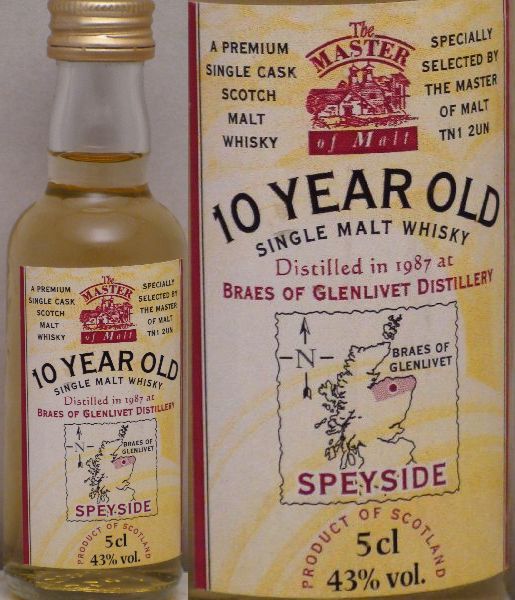 A PREMIUM
SINGLE CASK
SCOTCH
MALT
WHISKY
The
MASTER
of Malt
SPECIALLY
SELECTED BY
THE MASTER
OF MALT
TN1 2UN
10 YEAR OLD
SINGLE MALT WHISKY
Distilled in 1987 at
BRAES OF GLENLIVET DISTILLERY
N
BRAES OF
GLENLIVET
SPEYSIDE
PRODUCT OF SCOTLAND
5cl
43% vol.
A PREMIUM
SINGLE CASK
SCOTCH
MALT
WHISKY
The
MASTER
of Malt
SPECIALLY
SELECTED BY
THE MASTER
OF MALT
TN1 2UN
10 YEAR OLD
SINGLE MALT WHISKY
Distilled in 1987 at
BRAES OF GLENLIVET DISTILLERY
N
BRAES OF
GLENLIVET
SPEYSIDE
PRODUCT OF SCOTLAND
5cl
43% vol.